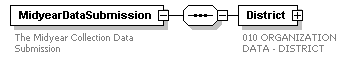 MidyearDataSubmission
District
The Midyear Collection Data
Submission
010 ORGANIZATION
DATA - DISTRICT